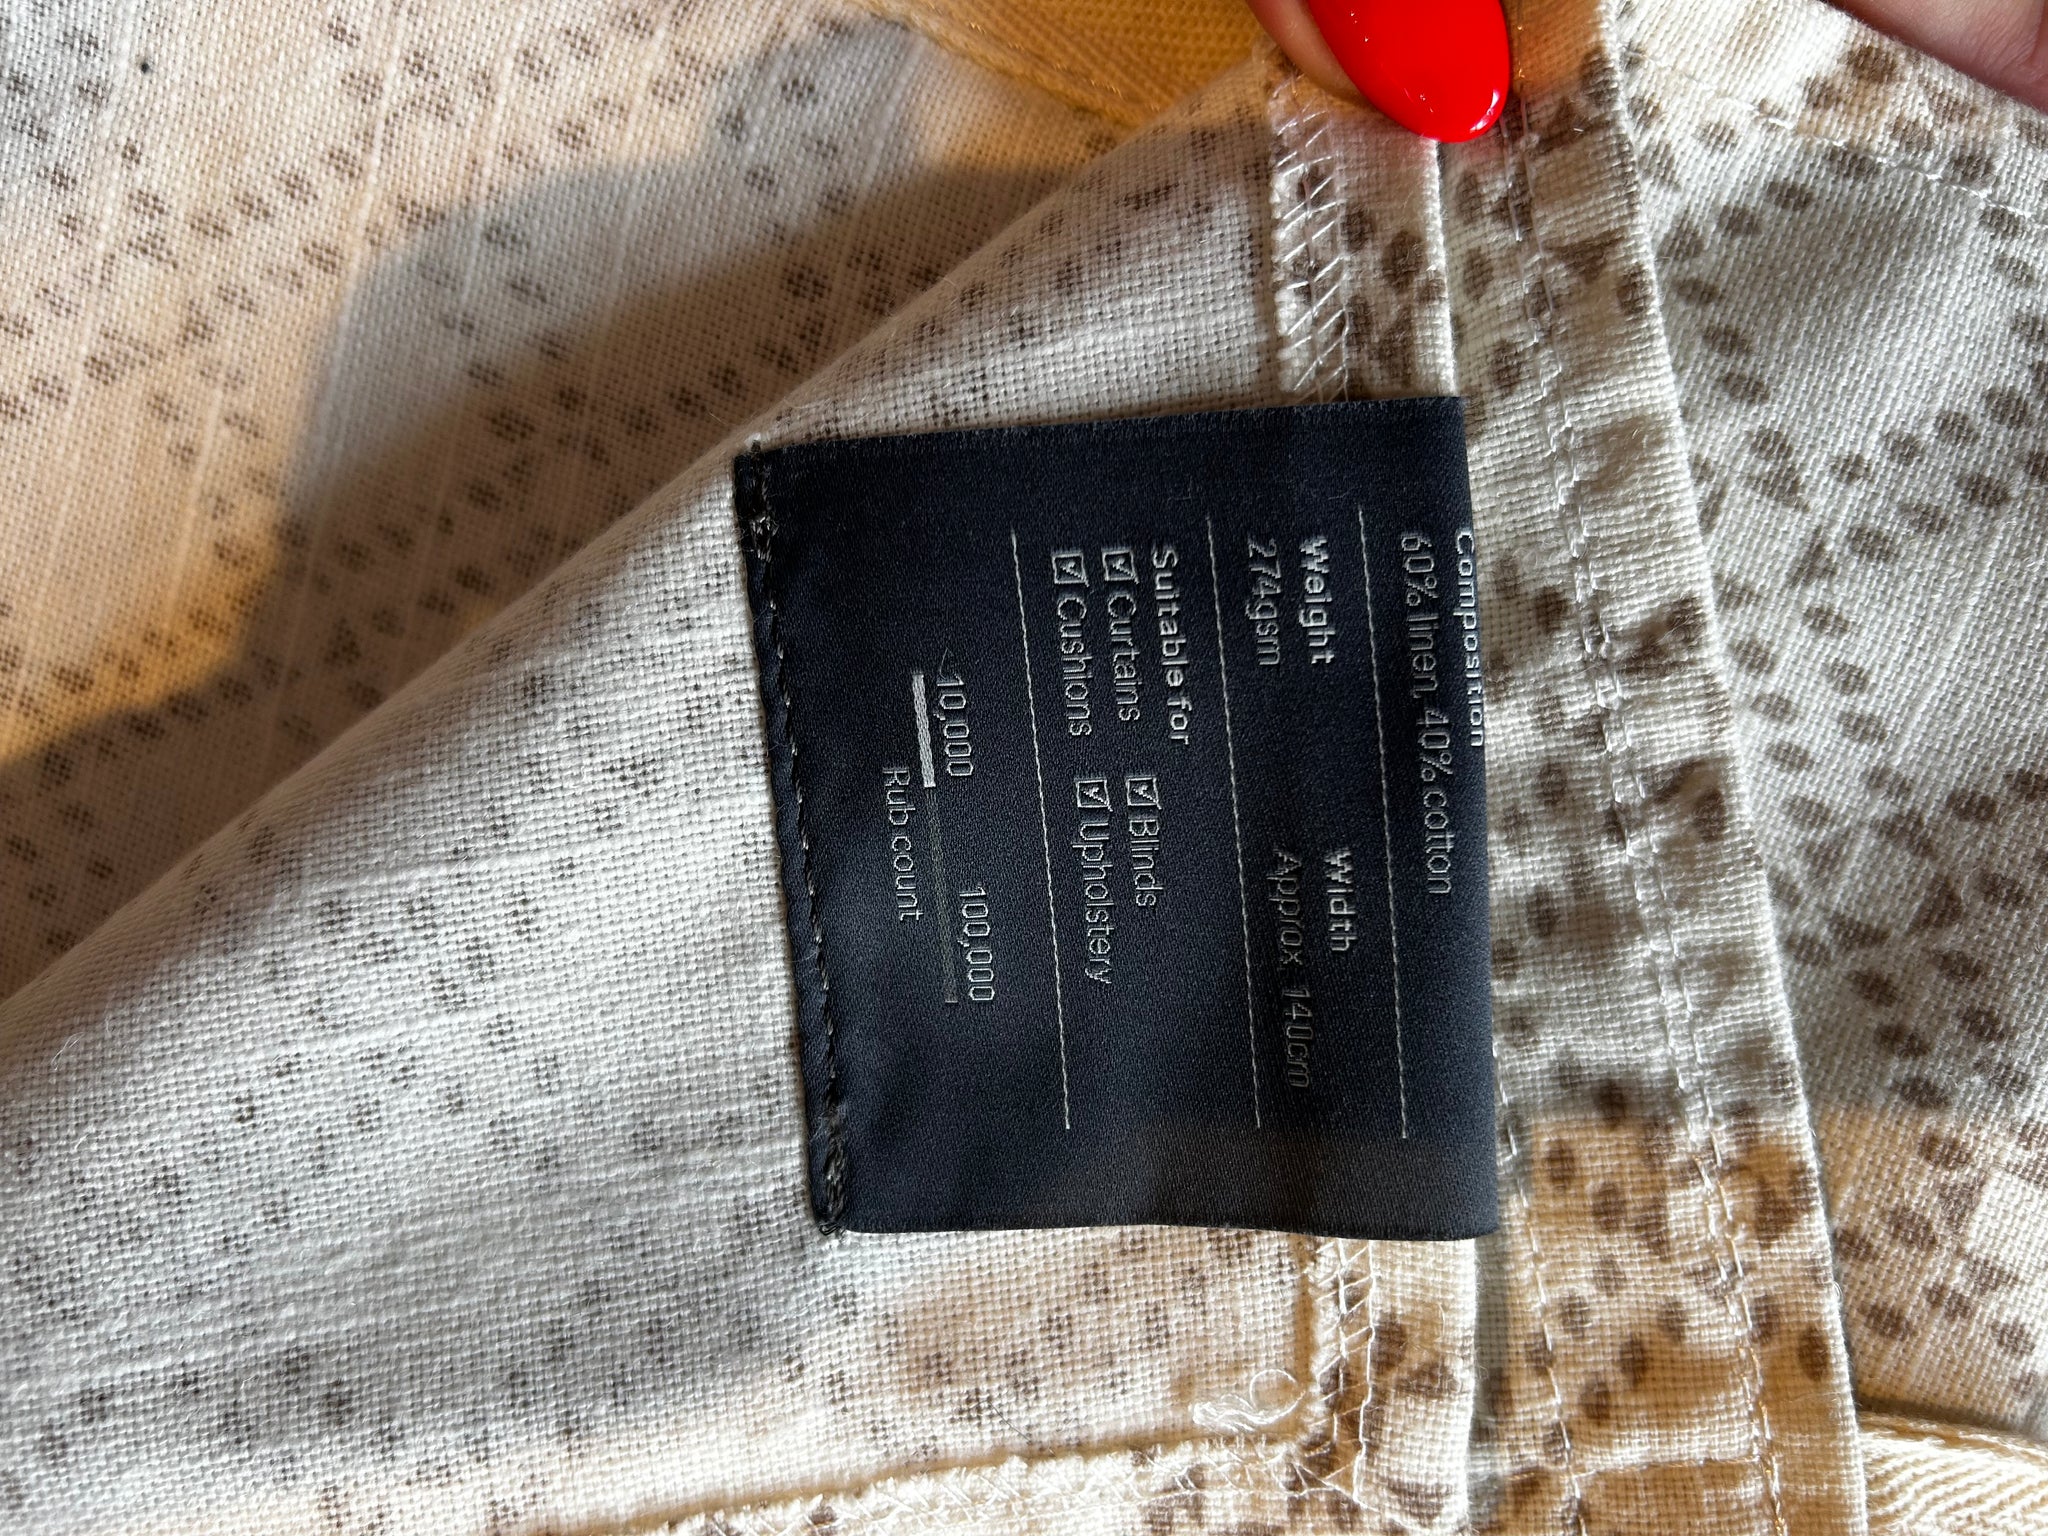 Composition
60% linen, 40% cotton
Weight Width
274gsm Approx 140cm
Suitable for
☑ Curtains ☑ Blinds
☑ Cushions ☑ Upholstery
10,000 100,000
Rub count